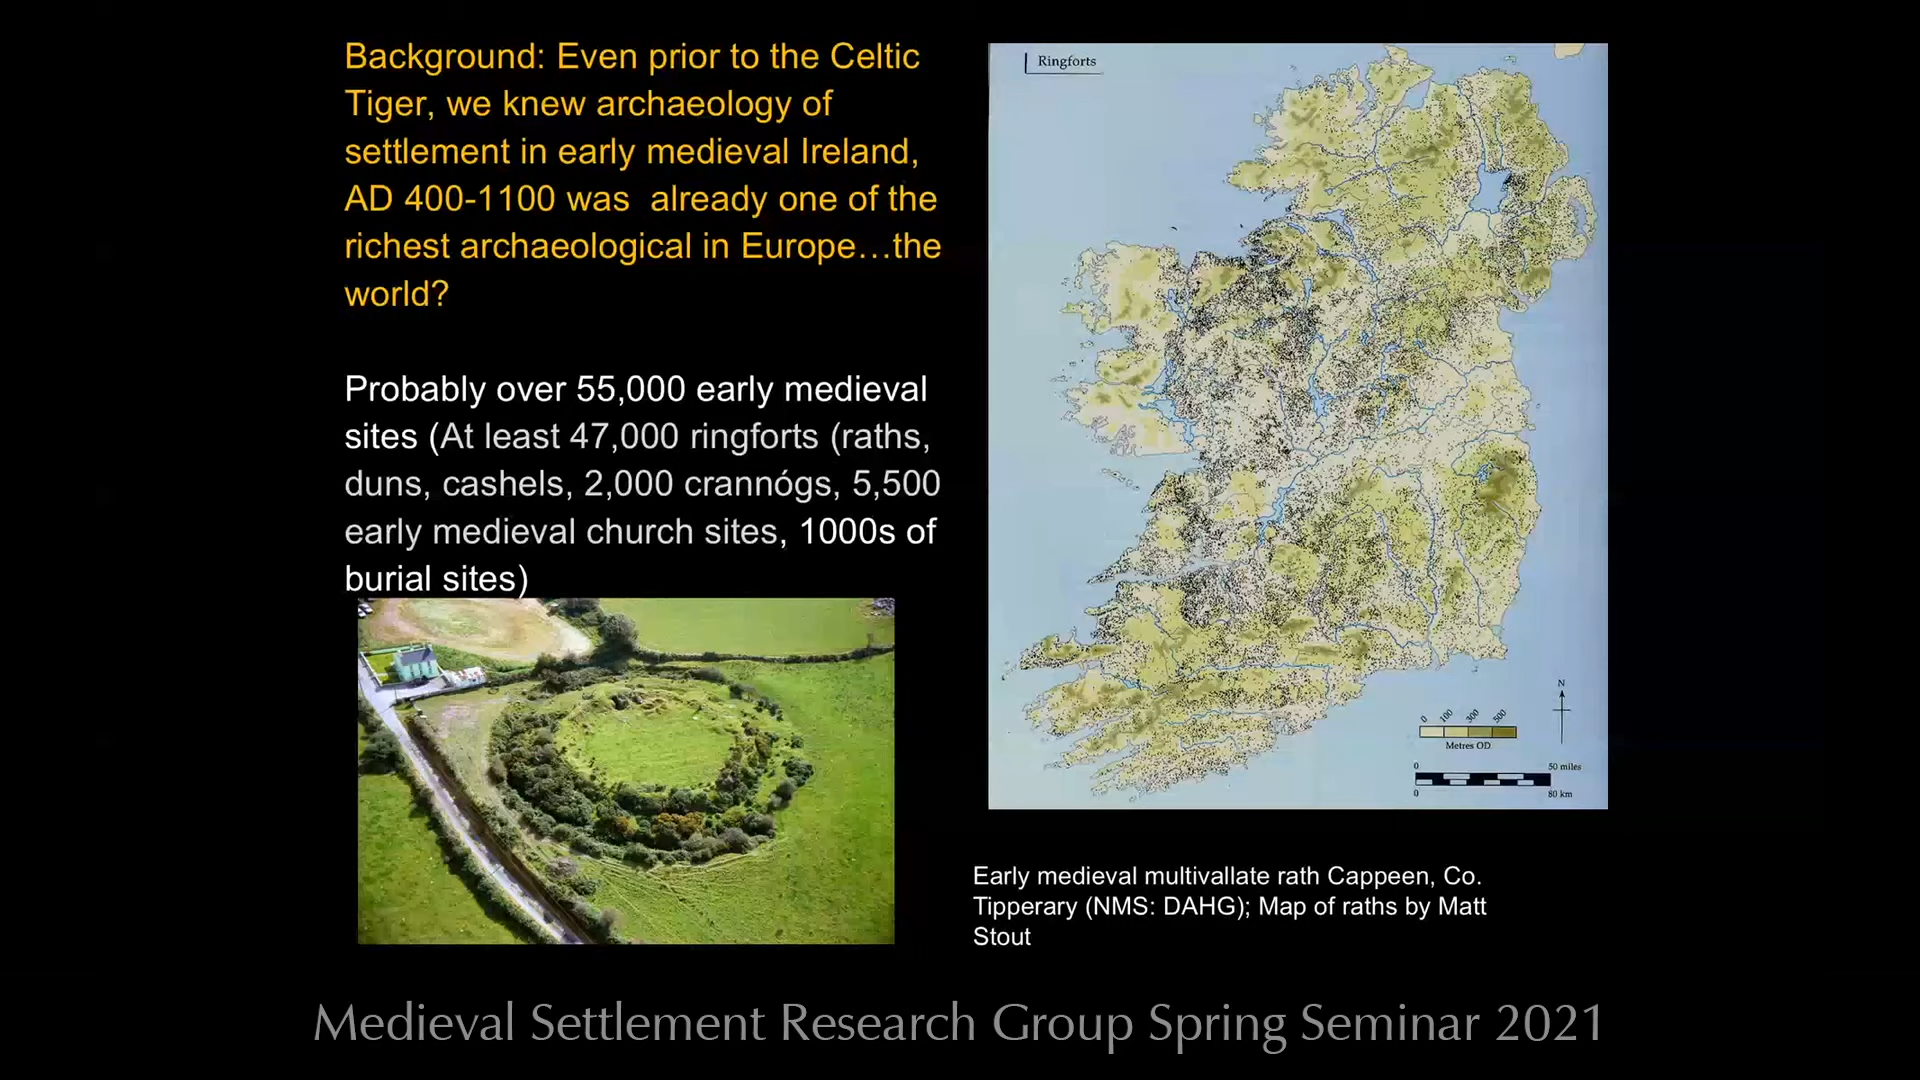 Background: Even prior to the Celtic
Tiger, we knew archaeology of
settlement in early medieval Ireland,
AD 400-1100 was  already one of the
richest archaeological in Europe…the
world?
Probably over 55,000 early medieval
sites (At least 47,000 ringforts (raths,
duns, cashels, 2,000 crannógs, 5,500
early medieval church sites, 1000s of
burial sites)
Ringforts
N
0 100 300 500
Metres OD
0 50 miles
0 80 km
Early medieval multivallate rath Cappeen, Co.
Tipperary (NMS: DAHG); Map of raths by Matt
Stout
Medieval Settlement Research Group Spring Seminar 2021